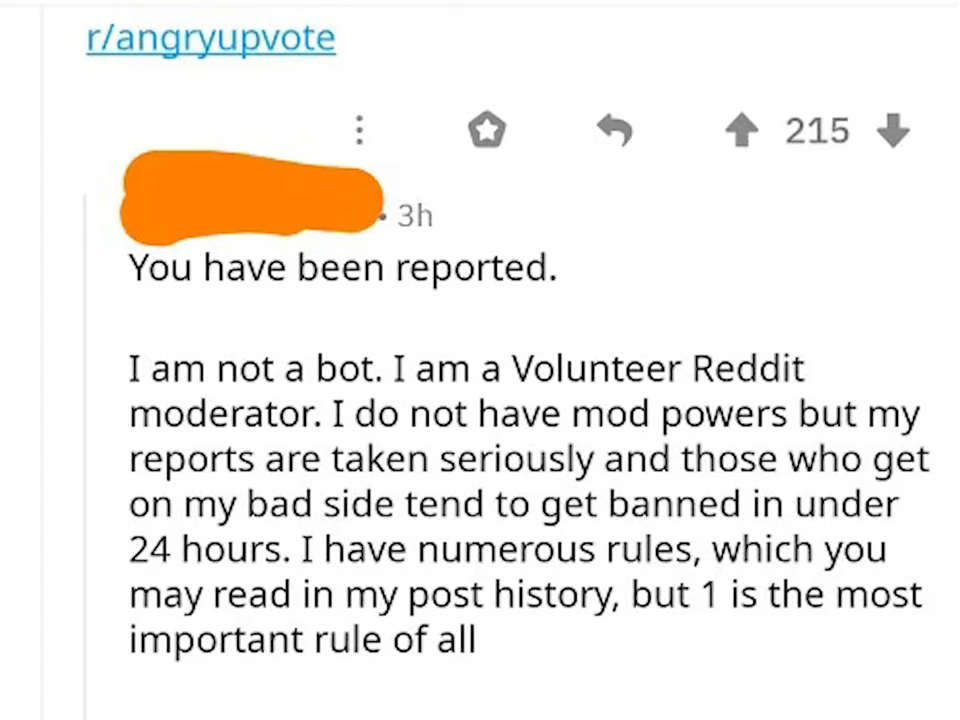 r/angryupvote
215
• 3h
You have been reported.
I am not a bot. I am a Volunteer Reddit
moderator. I do not have mod powers but my
reports are taken seriously and those who get
on my bad side tend to get banned in under
24 hours. I have numerous rules, which you
may read in my post history, but 1 is the most
important rule of all